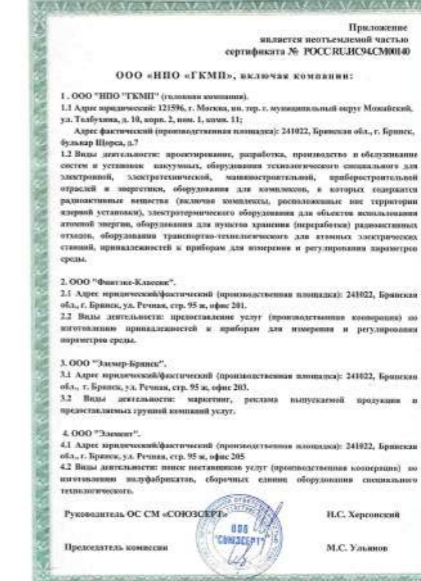 Приложение
является неотъемлемой частью
сертификата № РОСС RU.ИС94.СМ00140
ООО «НПО «ГКМП», включая компании:
1. ООО "НПО "ГКМП" (головная компания).
1.1 Адрес юридический: 121596, г. Москва, вн. тер. г. муниципальный округ Можайский,
ул. Толбухина, д. 10, корп. 2, пом. 1, комн. 11;
Адрес фактический (производственная площадка): 241022, Брянская обл., г. Брянск,
бульвар Щорса, д.7
1.2 Виды деятельности: проектирование, разработка, производство и обслуживание
систем и установок вакуумных, оборудования технологического специального для
электронной, электротехнической, машиностроительной, приборостроительной
отраслей и энергетики, оборудования для комплексов, в которых содержатся
радиоактивные вещества (включая комплексы, расположенные вне территории
ядерной установки), электротермического оборудования для объектов использования
атомной энергии, оборудования для пунктов хранения (переработки) радиоактивных
отходов, оборудования транспортно-технологического для атомных электрических
станций, принадлежностей к приборам для измерения и регулирования параметров
среды.
2. ООО "Финтэкс-Классик".
2.1 Адрес юридический/фактический (производственная площадка): 241022, Брянская
обл., г. Брянск, ул. Речная, стр. 95 ж, офис 201.
2.2 Виды деятельности: предоставление услуг (производственная кооперация) по
изготовлению принадлежностей к приборам для измерения и регулирования
параметров среды.
3. ООО "Элемер-Брянск".
3.1 Адрес юридический/фактический (производственная площадка): 241022, Брянская
обл., г. Брянск, ул. Речная, стр. 95 ж, офис 203.
3.2 Виды деятельности: маркетинг, реклама выпускаемой продукции и
предоставляемых группой компаний услуг.
4. ООО "Элемент".
4.1 Адрес юридический/фактический (производственная площадка): 241022, Брянская
обл., г. Брянск, ул. Речная, стр. 95 ж, офис 205
4.2 Виды деятельности: поиск поставщиков услуг (производственная кооперация) по
изготовлению полуфабрикатов, сборочных единиц оборудования специального
технологического.
Руководитель ОС СМ «СОЮЗСЕРТ» Н.С. Херсонский
ООО
"СОЮЗСЕРТ"
Председатель комиссии М.С. Ульянов